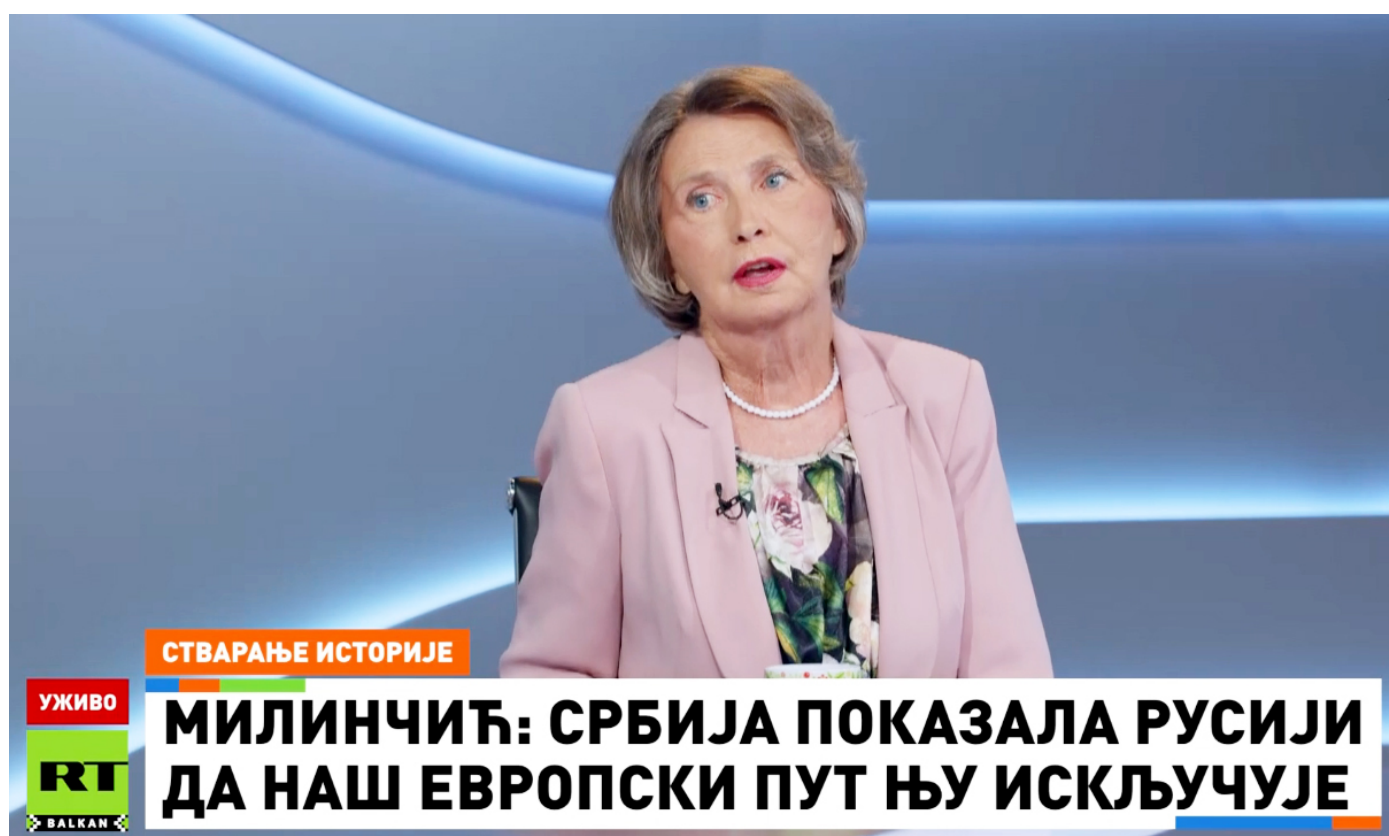 СТВАРАЊЕ ИСТОРИЈЕ
УЖИВО
МИЛИНЧИЋ: СРБИЈА ПОКАЗАЛА РУСИЈИ
ДА НАШ ЕВРОПСКИ ПУТ ЊУ ИСКЉУЧУЈЕ
RT
BALKAN